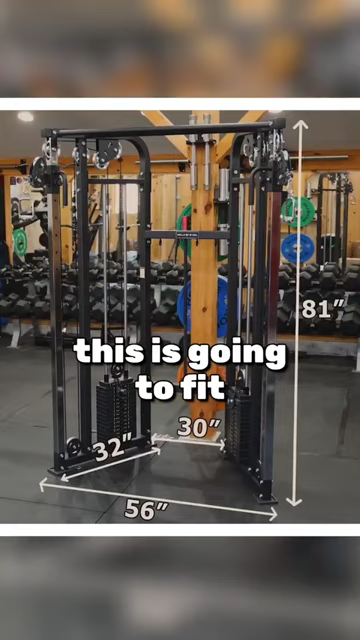 81”
this is going
to fit
30”
32”
56”